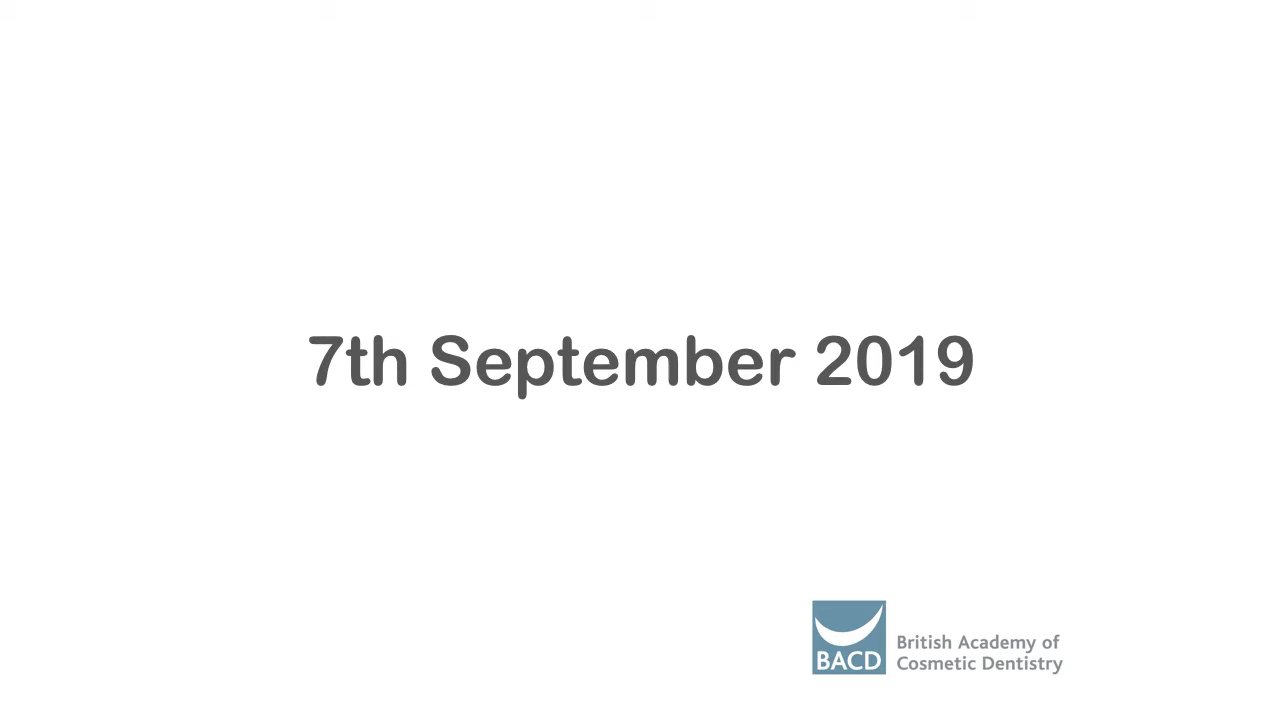 7th September 2019
BACD
British Academy of
Cosmetic Dentistry